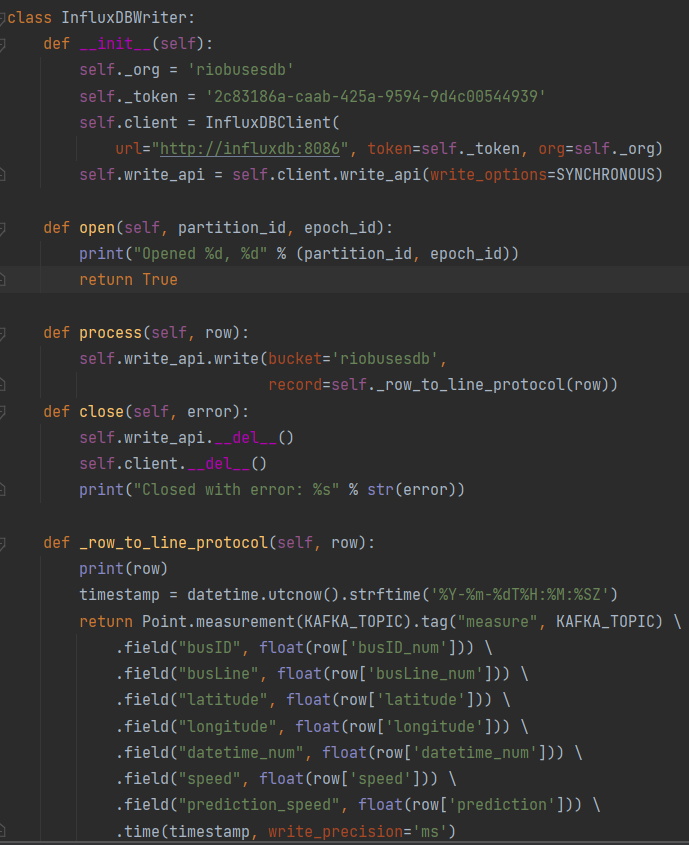 class InfluxDBWriter:
    def __init__(self):
        self._org = 'riobusesdb'
        self._token = '2c83186a-caab-425a-9594-9d4c00544939'
        self.client = InfluxDBClient(
            url="http://influxdb:8086", token=self._token, org=self._org)
        self.write_api = self.client.write_api(write_options=SYNCHRONOUS)

    def open(self, partition_id, epoch_id):
        print("Opened %d, %d" % (partition_id, epoch_id))
        return True

    def process(self, row):
        self.write_api.write(bucket='riobusesdb',
                             record=self._row_to_line_protocol(row))
    def close(self, error):
        self.write_api.__del__()
        self.client.__del__()
        print("Closed with error: %s" % str(error))

    def _row_to_line_protocol(self, row):
        print(row)
        timestamp = datetime.utcnow().strftime('%Y-%m-%dT%H:%M:%SZ')
        return Point.measurement(KAFKA_TOPIC).tag("measure", KAFKA_TOPIC) \
            .field("busID", float(row['busID_num'])) \
            .field("busLine", float(row['busLine_num'])) \
            .field("latitude", float(row['latitude'])) \
            .field("longitude", float(row['longitude'])) \
            .field("datetime_num", float(row['datetime_num'])) \
            .field("speed", float(row['speed'])) \
            .field("prediction_speed", float(row['prediction'])) \
            .time(timestamp, write_precision='ms')